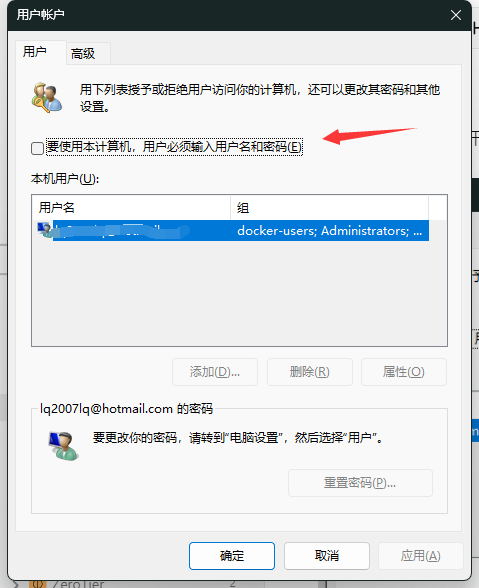 用户帐户
用户
高级
用下列表授予或拒绝用户访问你的计算机，还可以更改其密码和其他
设置。
要使用本计算机，用户必须输入用户名和密码(E)
本机用户(U):
用户名
组
docker-users; Administrators; ...
添加(D)...
删除(R)
属性(O)
lq2007lq@hotmail.com 的密码
要更改你的密码，请转到“电脑设置”，然后选择“用户”。
重置密码(P)...
确定
取消
应用(A)
ZeroTier
2